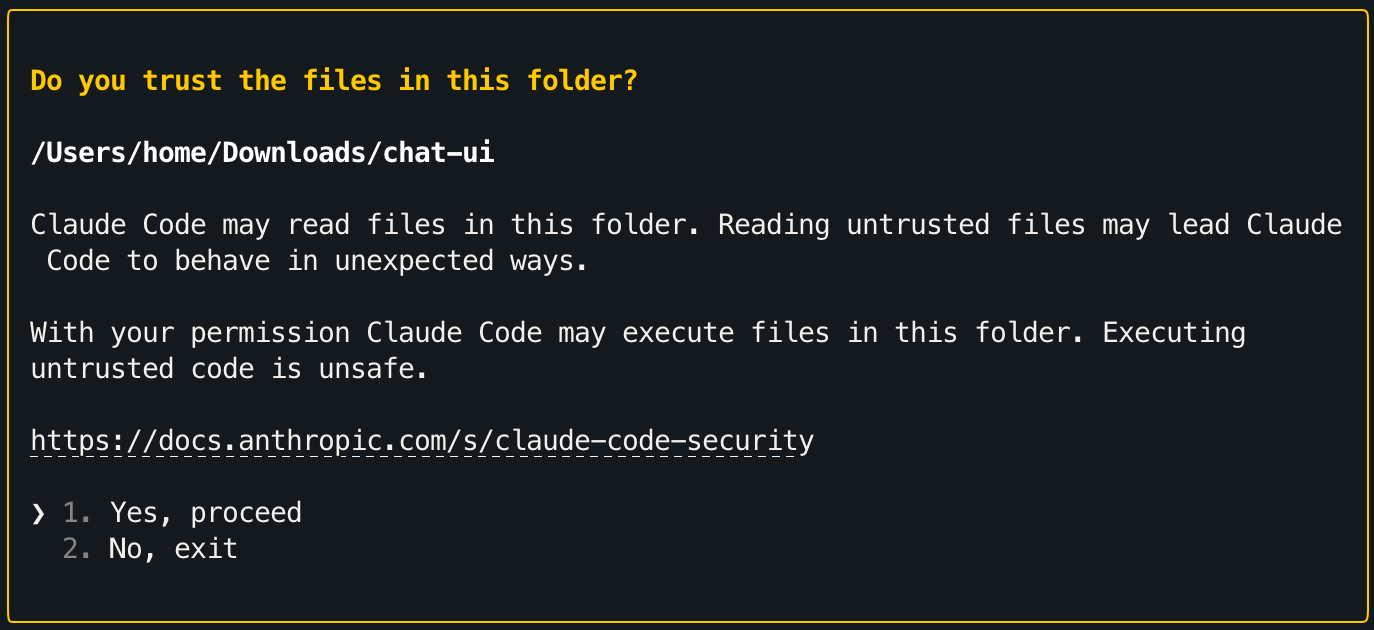 Do you trust the files in this folder?
/Users/home/Downloads/chat-ui
Claude Code may read files in this folder. Reading untrusted files may lead Claude
Code to behave in unexpected ways.
With your permission Claude Code may execute files in this folder. Executing
untrusted code is unsafe.
https://docs.anthropic.com/s/claude-code-security
❯ 1. Yes, proceed
2. No, exit